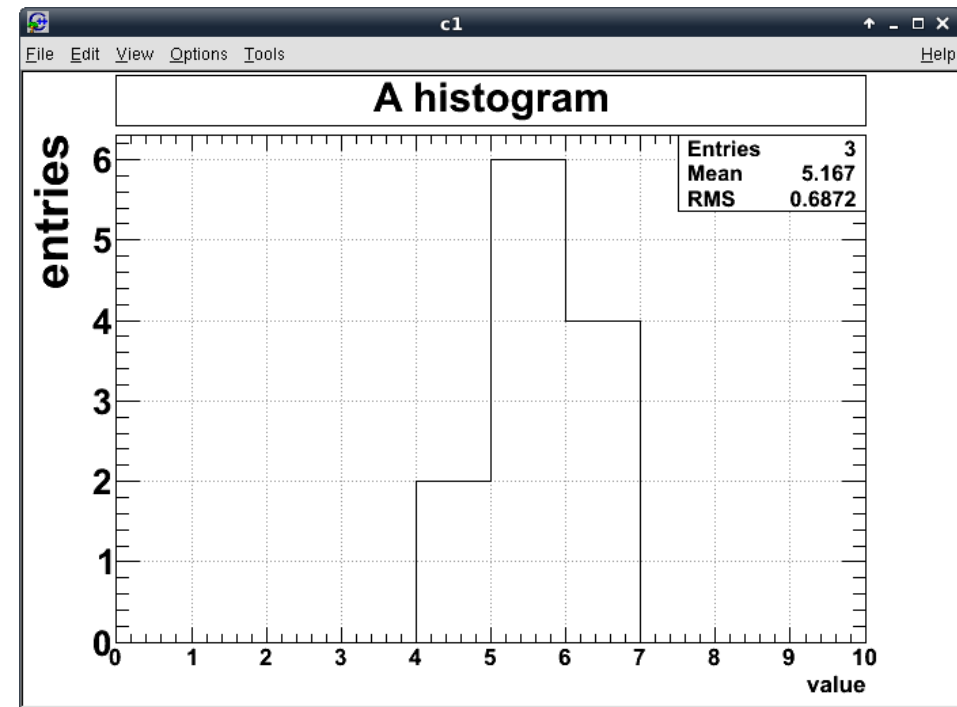 c1
File Edit View Options Tools Help
A histogram
Entries 3
Mean 5.167
RMS 0.6872
entries
6
5
4
3
2
1
0
0 1 2 3 4 5 6 7 8 9 10
value